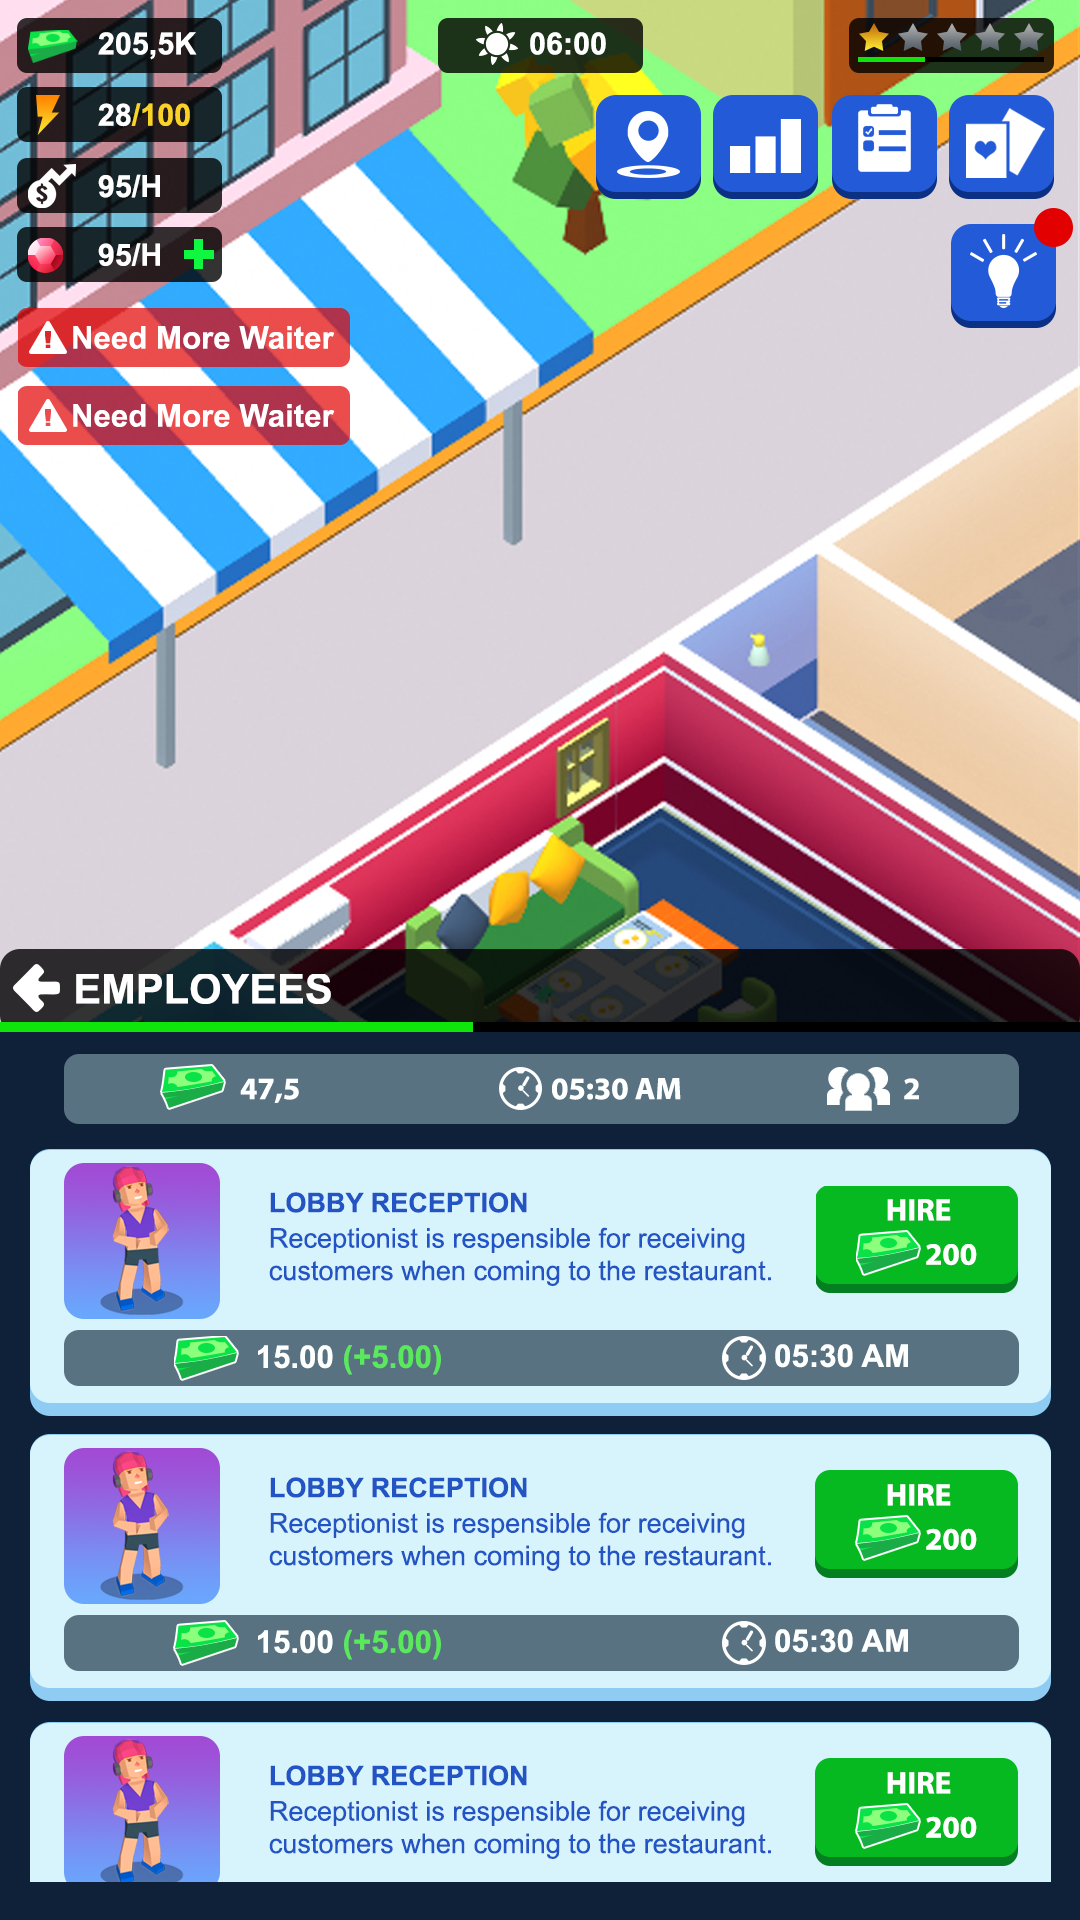 205,5K
06:00
28/100
95/H
95/H
Need More Waiter
Need More Waiter
EMPLOYEES
47,5
05:30 AM
2
LOBBY RECEPTION
Receptionist is respensible for receiving
customers when coming to the restaurant.
HIRE
200
15.00 (+5.00)
05:30 AM
LOBBY RECEPTION
Receptionist is respensible for receiving
customers when coming to the restaurant.
HIRE
200
15.00 (+5.00)
05:30 AM
LOBBY RECEPTION
Receptionist is respensible for receiving
customers when coming to the restaurant.
HIRE
200